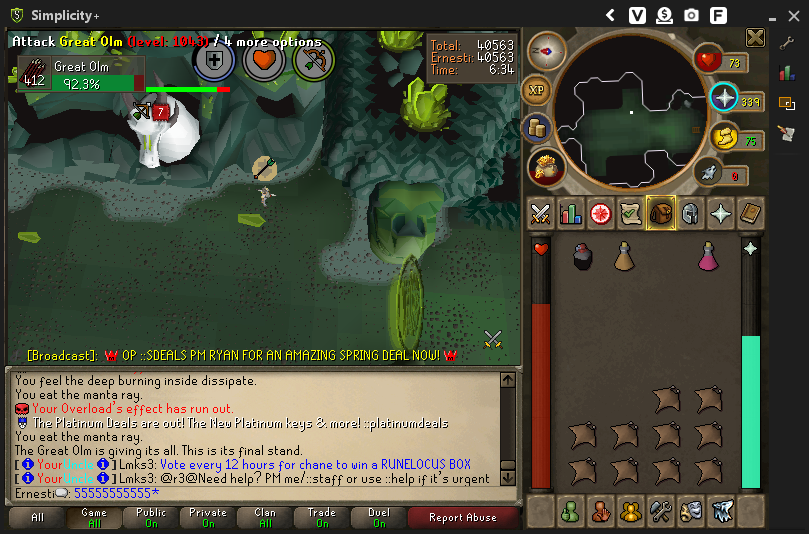 Simplicity+
Attack Great Olm (level: 1043) / 4 more options
Total: 40563
Ernesti: 40563
Time: 6:34
Great Olm
412
92.3%
7
XP
73
339
75
0
[Broadcast]: OP ::SDEALS PM RYAN FOR AN AMAZING SPRING DEAL NOW!
You feel the deep burning inside dissipate.
You eat the manta ray.
Your Overload's effect has run out.
The Platinum Deals are out! The New Platinum keys & more! ::platinumdeals
You eat the manta ray.
The Great Olm is giving its all. This is its final stand.
Lmks3: Vote every 12 hours for chane to win a RUNELOCUS BOX
Lmks3: @r3@Need help? PM me/::staff or use ::help if it's urgent
Ernesti: 55555555555*
All
Game
All
Public
On
Private
On
Clan
All
Trade
On
Duel
On
Report Abuse